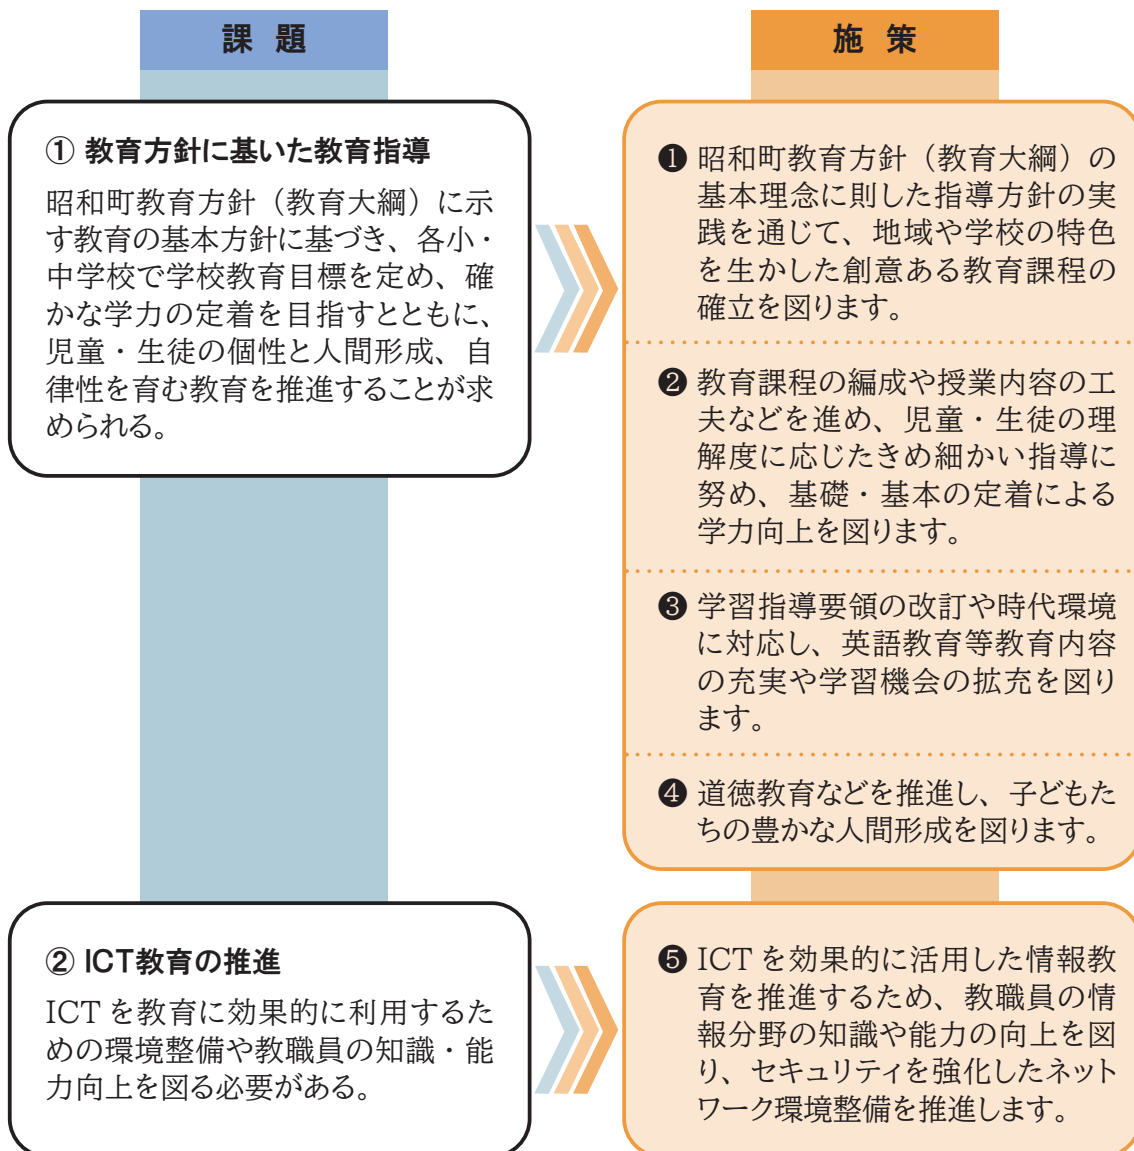 課題
施策
① 教育方針に基いた教育指導
昭和町教育方針（教育大綱）に示
す教育の基本方針に基づき、各小・
中学校で学校教育目標を定め、確
かな学力の定着を目指すとともに、
児童・生徒の個性と人間形成、自
律性を育む教育を推進することが求
められる。
❶ 昭和町教育方針（教育大綱）の
基本理念に則した指導方針の実
践を通じて、地域や学校の特色
を生かした創意ある教育課程の
確立を図ります。
❷ 教育課程の編成や授業内容の工
夫などを進め、児童・生徒の理
解度に応じたきめ細かい指導に
努め、基礎・基本の定着による
学力向上を図ります。
❸ 学習指導要領の改訂や時代環境
に対応し、英語教育等教育内容
の充実や学習機会の拡充を図り
ます。
❹ 道徳教育などを推進し、子どもた
ちの豊かな人間形成を図ります。
② ICT教育の推進
ICT を教育に効果的に利用するた
めの環境整備や教職員の知識・能
力向上を図る必要がある。
❺ ICT を効果的に活用した情報教
育を推進するため、教職員の情
報分野の知識や能力の向上を図
り、セキュリティを強化したネット
ワーク環境整備を推進します。